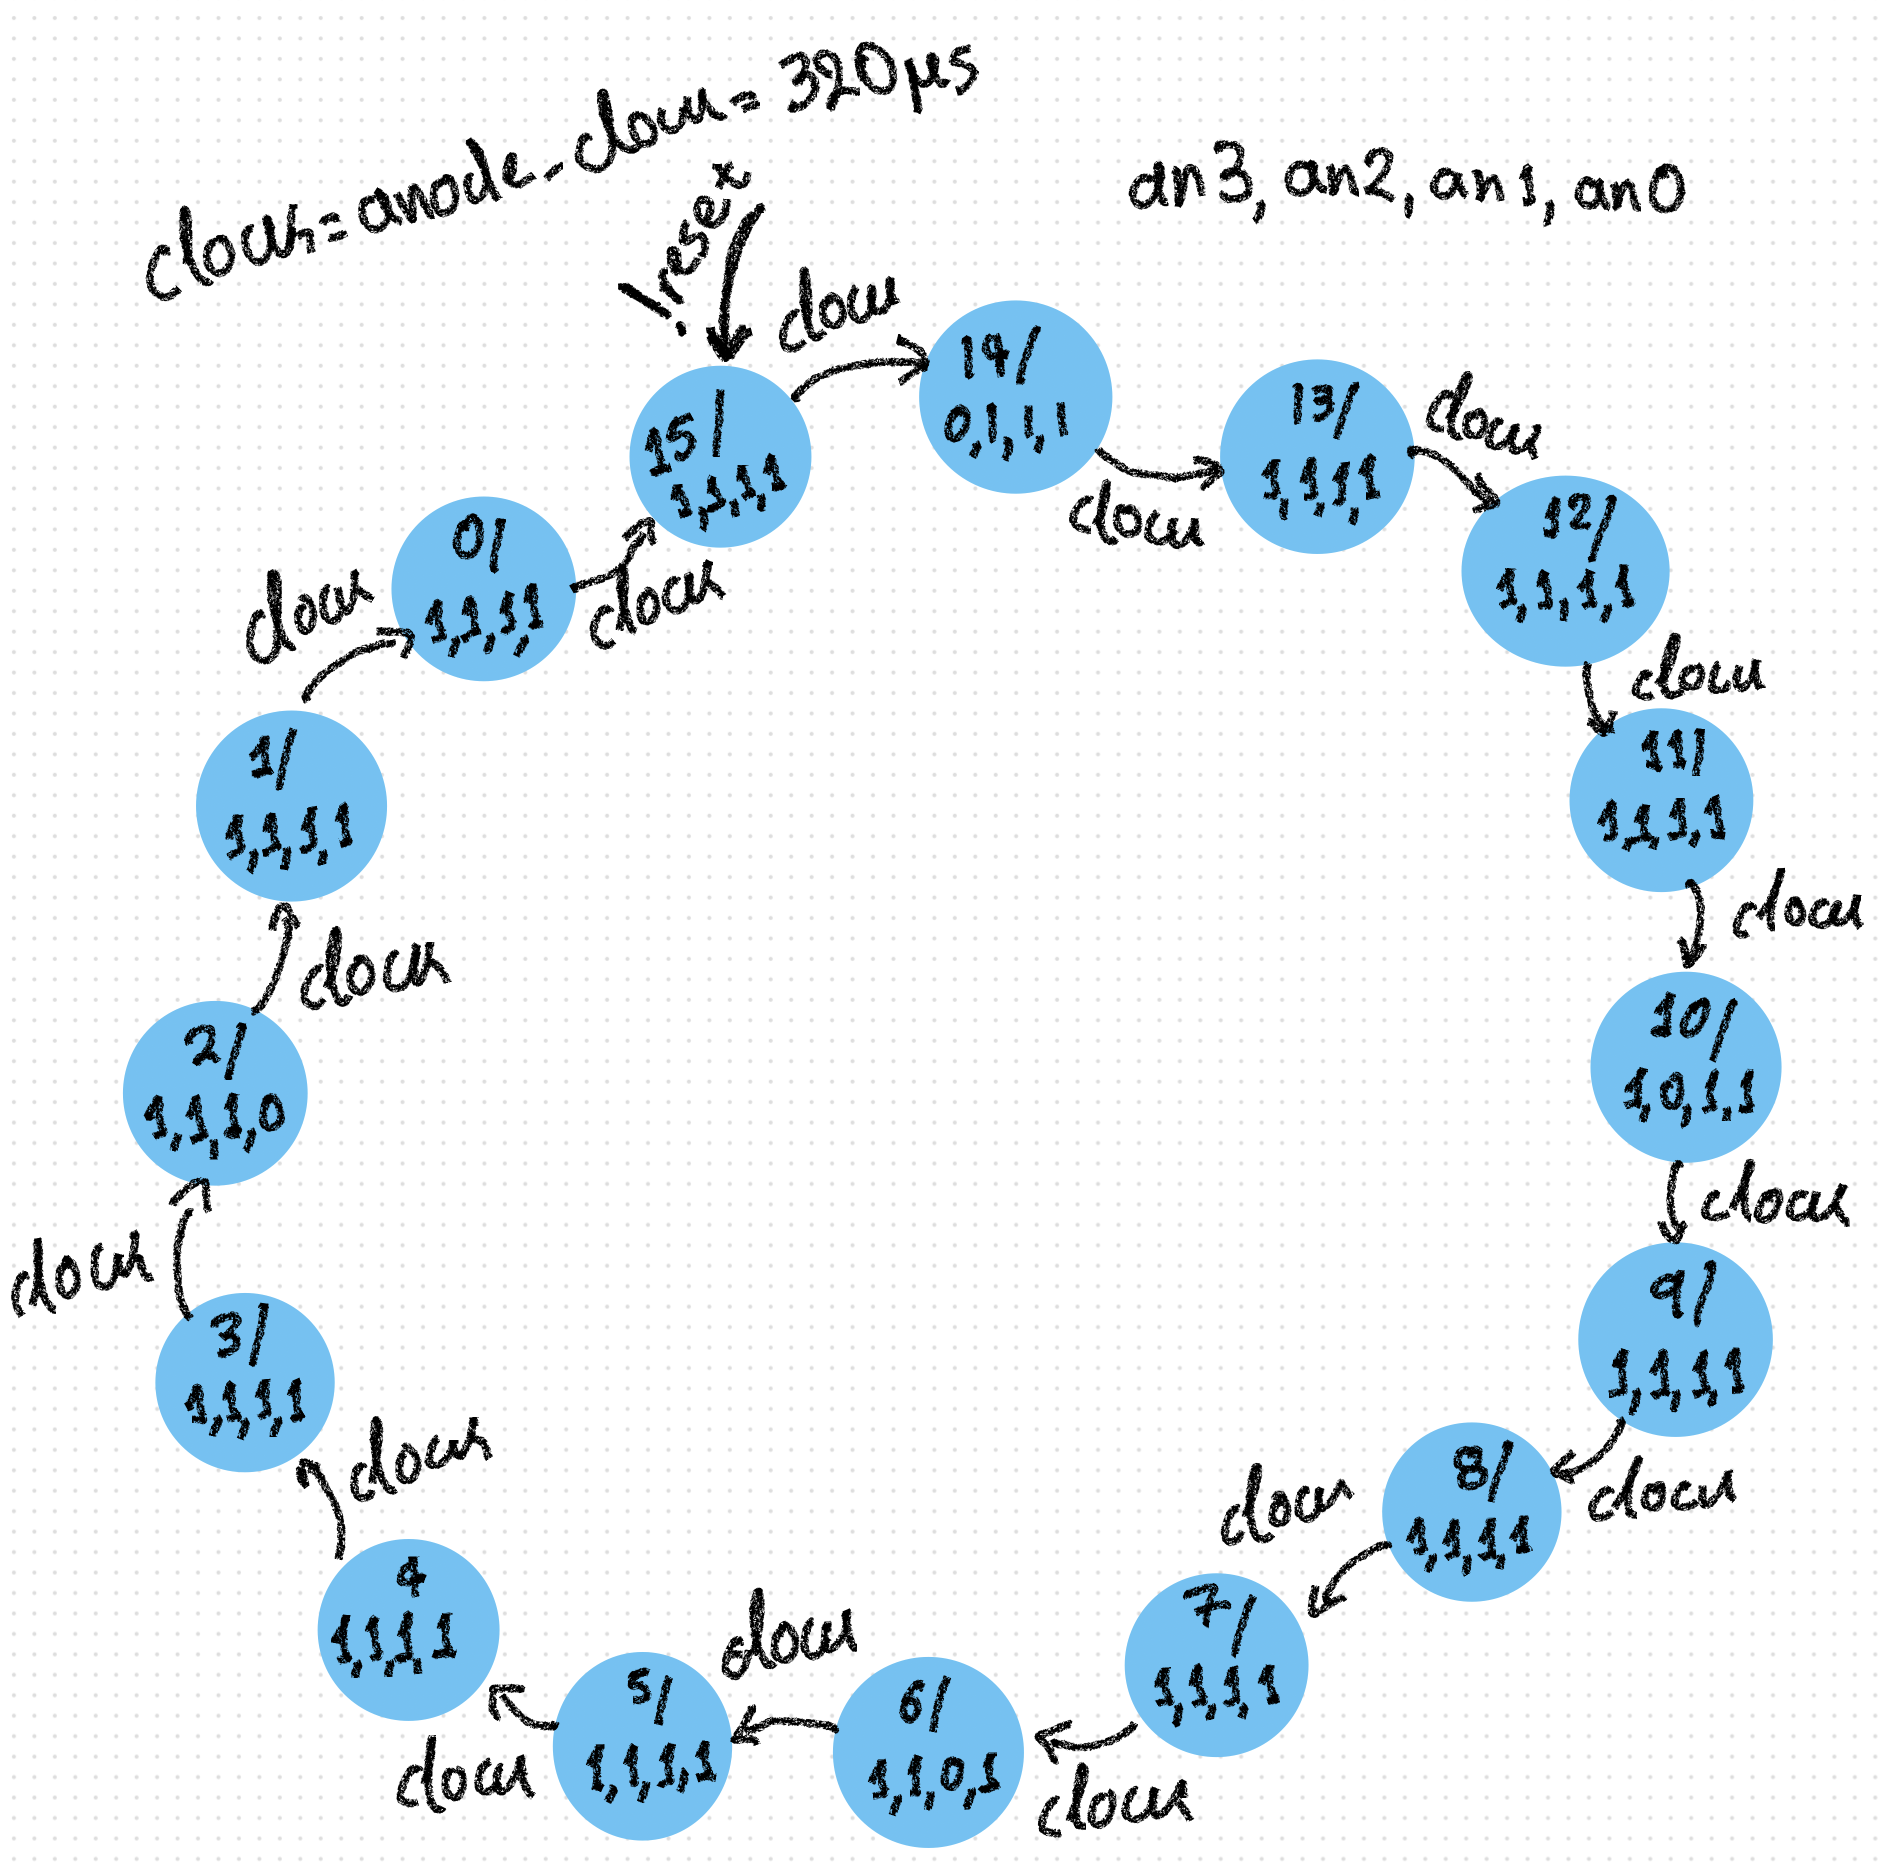 clock = anode_clock = 320μs
an3, an2, an1, an0
!reset
clock
15/
1,1,1,1
clock
14/
0,1,1,1
clock
13/
1,1,1,1
clock
12/
1,1,1,1
clock
11/
1,1,1,1
clock
10/
1,0,1,1
clock
9/
1,1,1,1
clock
8/
1,1,1,1
clock
7/
1,1,1,1
clock
6/
1,1,0,1
clock
5/
1,1,1,1
clock
4
1,1,1,1
clock
3/
1,1,1,1
clock
2/
1,1,1,0
clock
1/
1,1,1,1
clock
0/
1,1,1,1